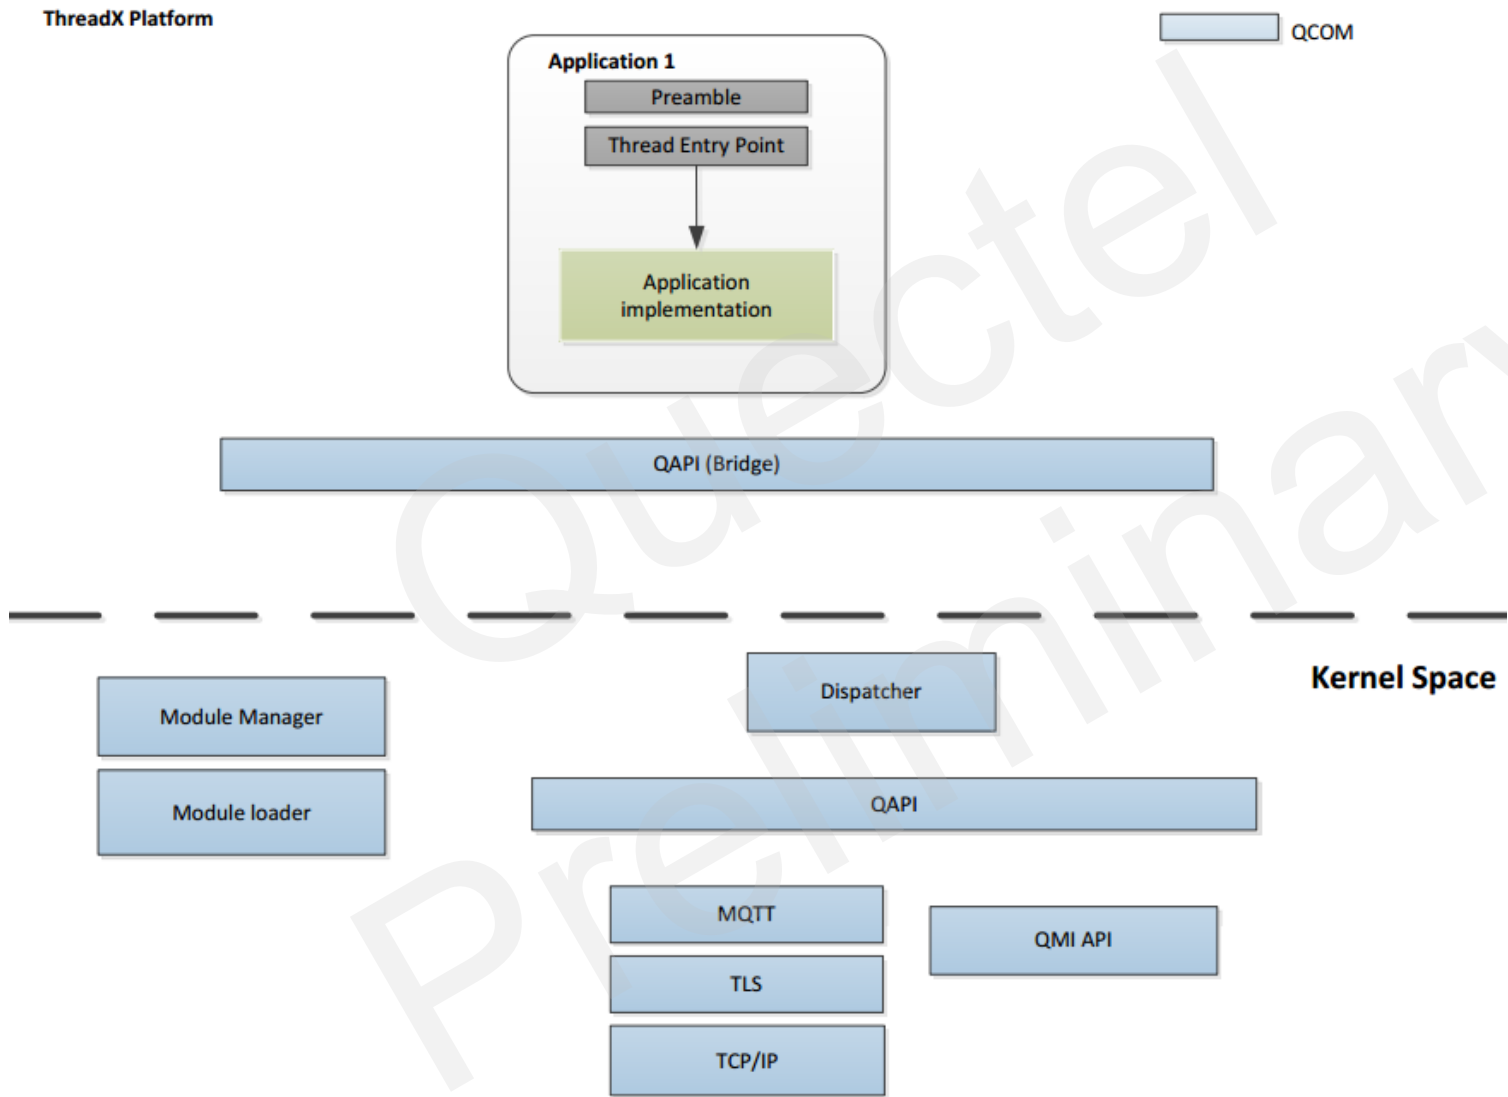 ThreadX Platform
QCOM
Application 1
Preamble
Thread Entry Point
Application
implementation
QAPI (Bridge)
Kernel Space
Dispatcher
Module Manager
Module loader
QAPI
MQTT
QMI API
TLS
TCP/IP
Quectel
Preliminary